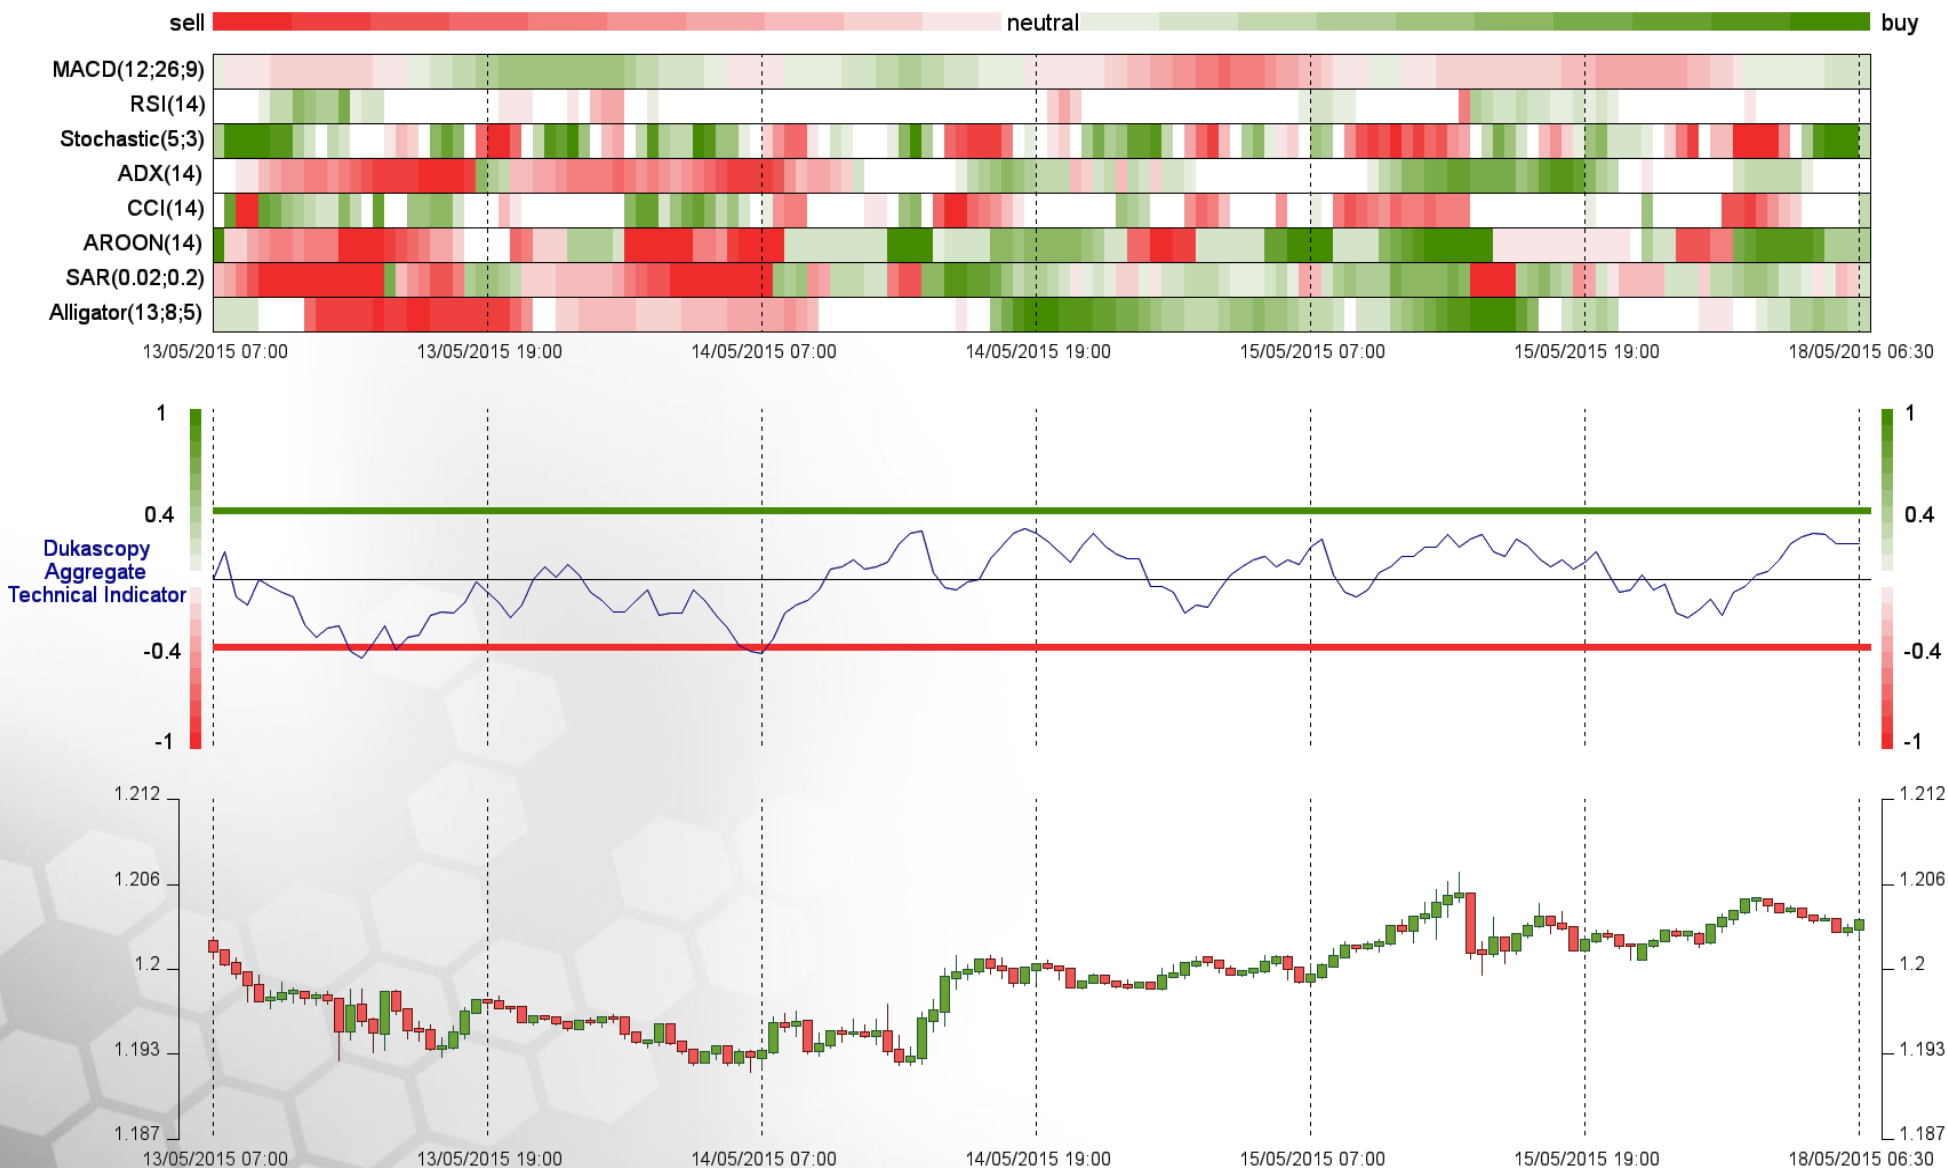 sell neutral buy
MACD(12;26;9)
RSI(14)
Stochastic(5;3)
ADX(14)
CCI(14)
AROON(14)
SAR(0.02;0.2)
Alligator(13;8;5)
13/05/2015 07:00 13/05/2015 19:00 14/05/2015 07:00 14/05/2015 19:00 15/05/2015 07:00 15/05/2015 19:00 18/05/2015 06:30
1 1
0.4 0.4
Dukascopy
Aggregate
Technical Indicator
-0.4 -0.4
-1 -1
1.212 1.212
1.206 1.206
1.2 1.2
1.193 1.193
1.187 1.187
13/05/2015 07:00 13/05/2015 19:00 14/05/2015 07:00 14/05/2015 19:00 15/05/2015 07:00 15/05/2015 19:00 18/05/2015 06:30